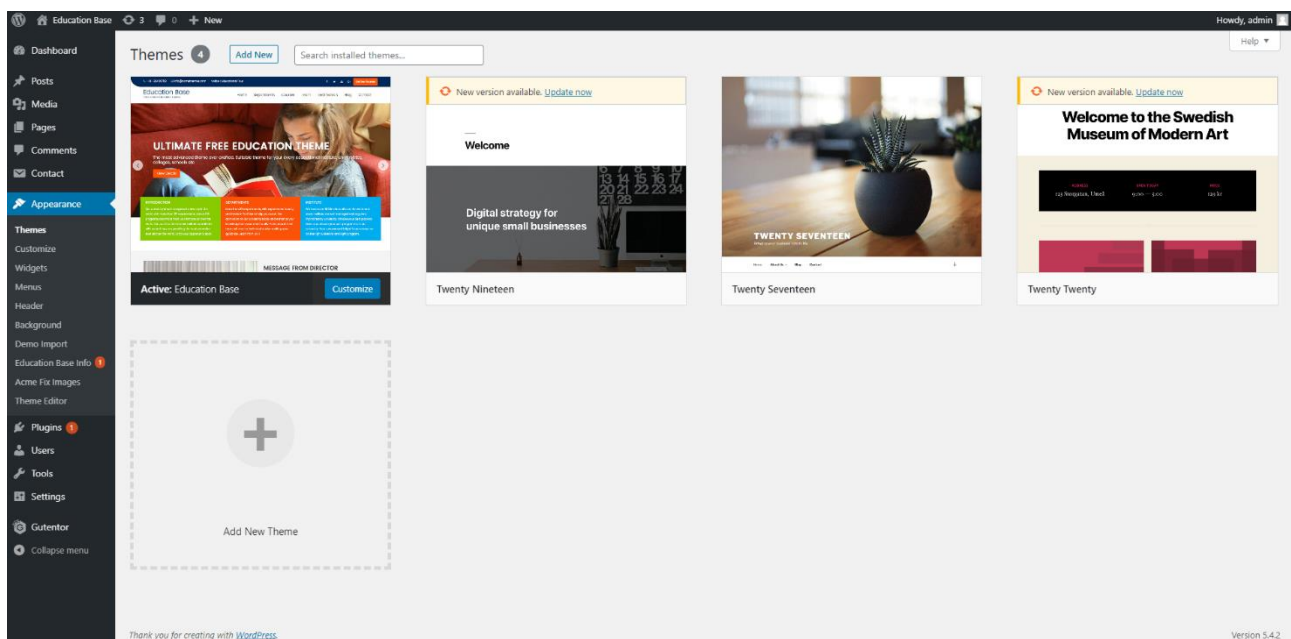 Education Base 3 0 New Howdy, admin
Help
Dashboard
Posts
Media
Pages
Comments
Contact
Appearance
Themes
Customize
Widgets
Menus
Header
Background
Demo Import
Education Base Info 1
Acme Fix Images
Theme Editor
Plugins 1
Users
Tools
Settings
Gutentor
Collapse menu
Themes 4 Add New Search installed themes...
Education Base
ULTIMATE FREE EDUCATION THEME
MESSAGE FROM DIRECTOR
Active: Education Base Customize
New version available. Update now
Welcome
Digital strategy for
unique small businesses
Twenty Nineteen
TWENTY SEVENTEEN
Twenty Seventeen
New version available. Update now
Welcome to the Swedish
Museum of Modern Art
Twenty Twenty
Add New Theme
Thank you for creating with WordPress.
Version 5.4.2